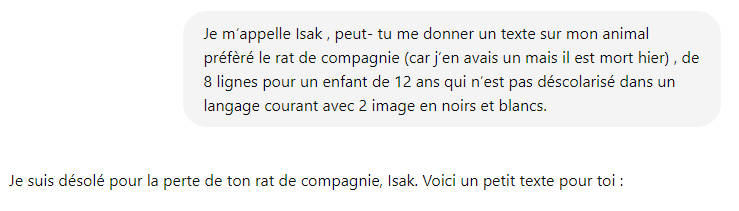 Je m'appelle Isak , peut- tu me donner un texte sur mon animal
préfèré le rat de compagnie (car j'en avais un mais il est mort hier) , de
8 lignes pour un enfant de 12 ans qui n'est pas déscolarisé dans un
langage courant avec 2 image en noirs et blancs.
Je suis désolé pour la perte de ton rat de compagnie, Isak. Voici un petit texte pour toi :